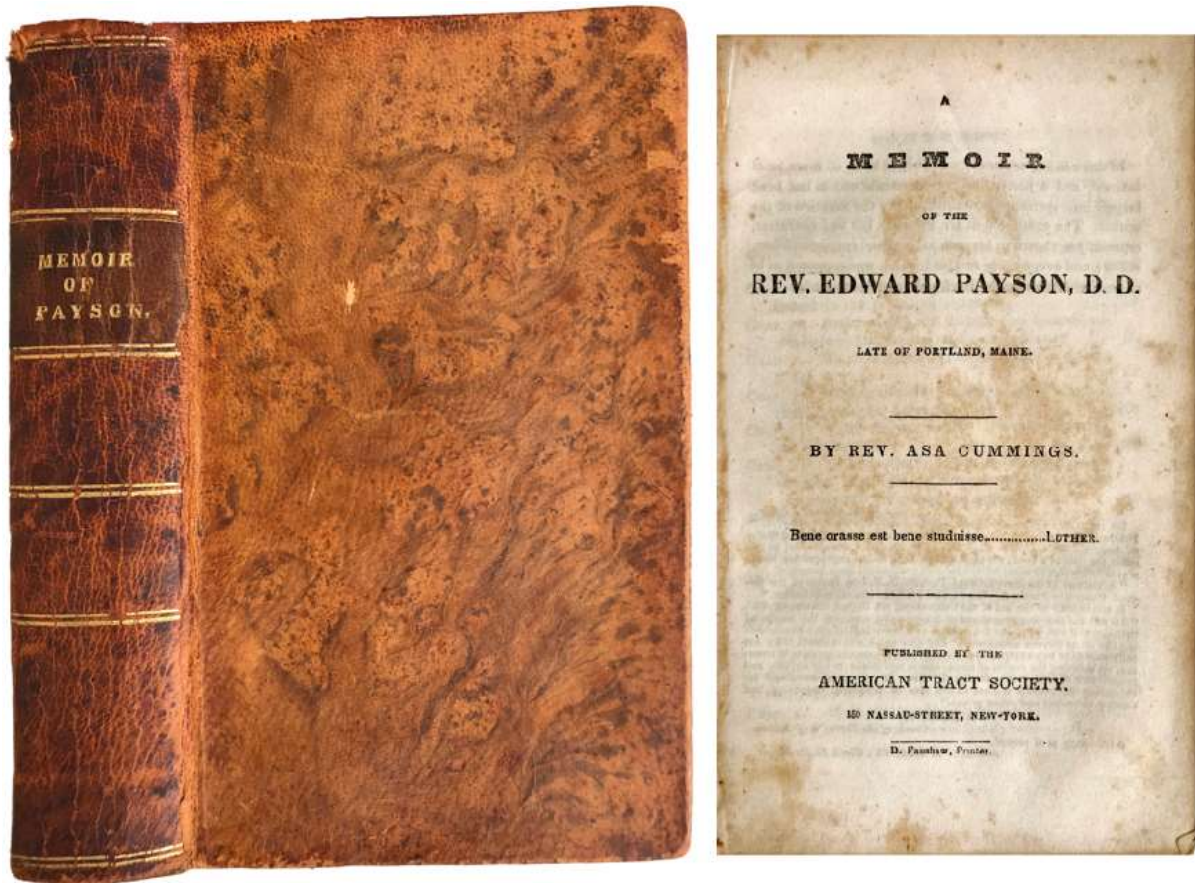 MEMOIR
OF
PAYSON.
A
MEMOIR
OF THE
REV. EDWARD PAYSON, D. D.
LATE OF PORTLAND, MAINE.
BY REV. ASA CUMMINGS.
Bene orasse est bene studuisse...............LUTHER.
PUBLISHED BY THE
AMERICAN TRACT SOCIETY,
150 NASSAU-STREET, NEW-YORK.
D. Fanshaw, Printer.